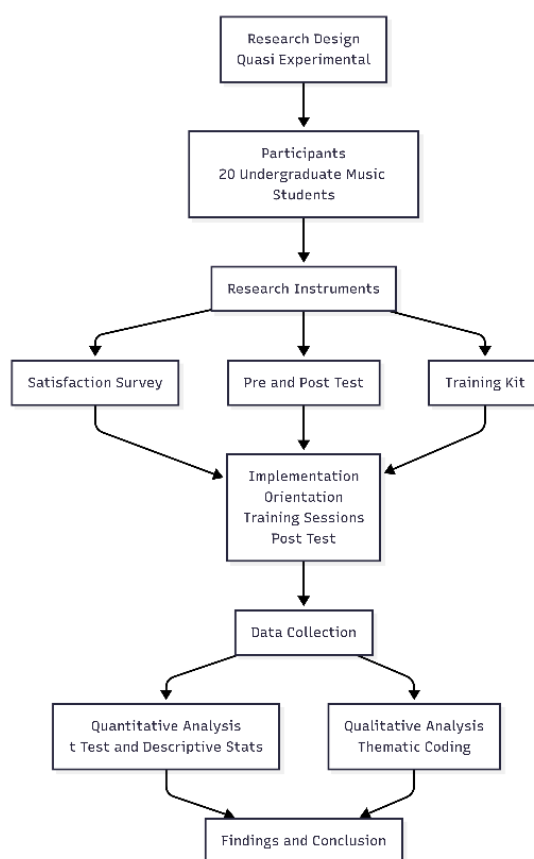 Research Design
Quasi Experimental
Participants
20 Undergraduate Music
Students
Research Instruments
Satisfaction Survey
Pre and Post Test
Training Kit
Implementation
Orientation
Training Sessions
Post Test
Data Collection
Quantitative Analysis
t Test and Descriptive Stats
Qualitative Analysis
Thematic Coding
Findings and Conclusion